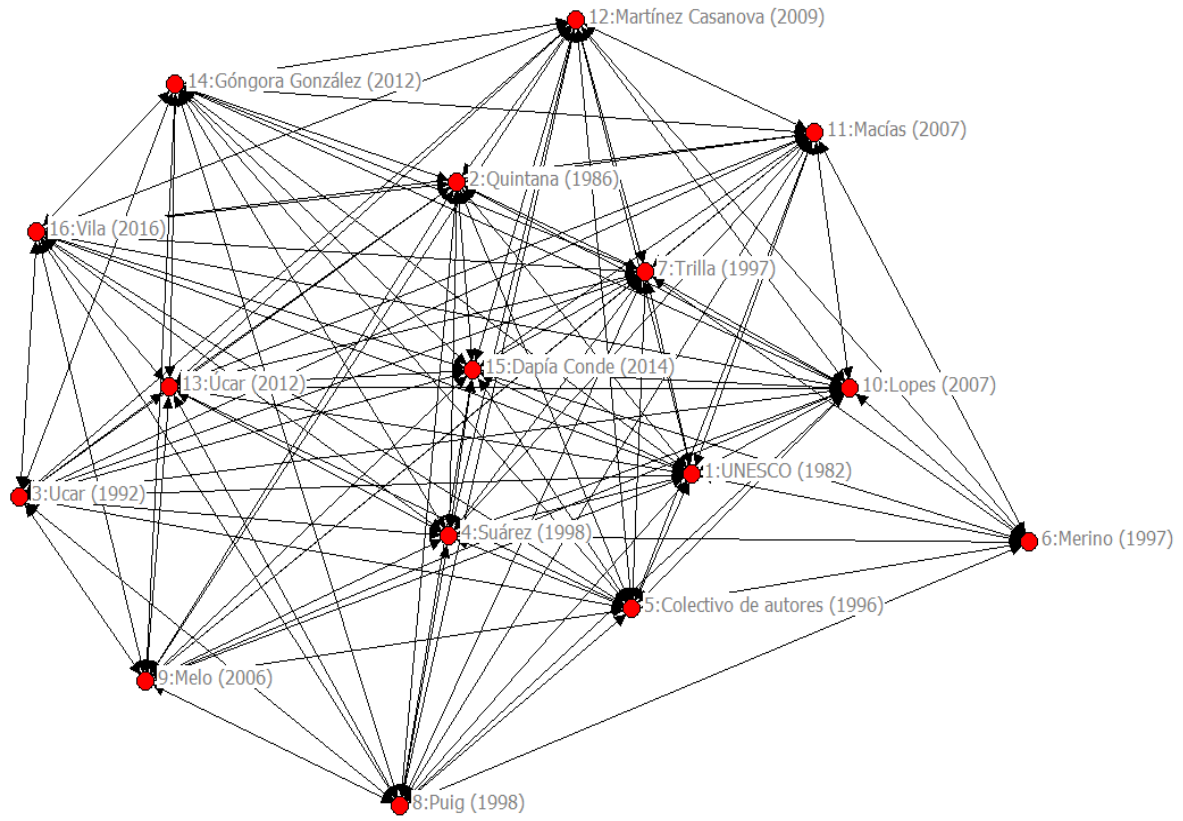 12:Martínez Casanova (2009)
14:Góngora González (2012)
11:Macías (2007)
2:Quintana (1986)
16:Vila (2016)
7:Trilla (1997)
15:Dapía Conde (2014)
13:Ucar (2012)
10:Lopes (2007)
1:UNESCO (1982)
3:Ucar (1992)
4:Suárez (1998)
6:Merino (1997)
5:Colectivo de autores (1996)
9:Melo (2006)
8:Puig (1998)